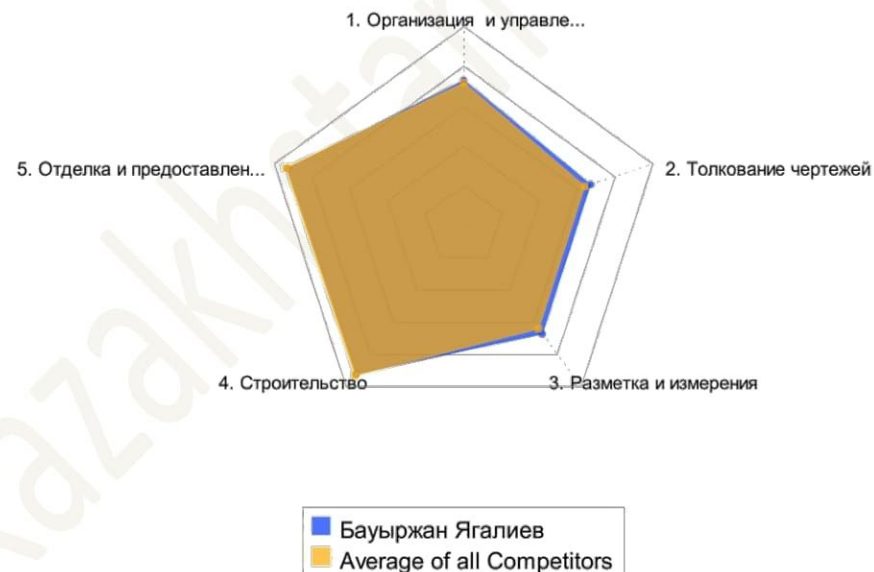 1. Организация и управле...
5. Отделка и предоставлен...
2. Толкование чертежей
4. Строительство
3. Разметка и измерения
Бауыржан Ягалиев
Average of all Competitors